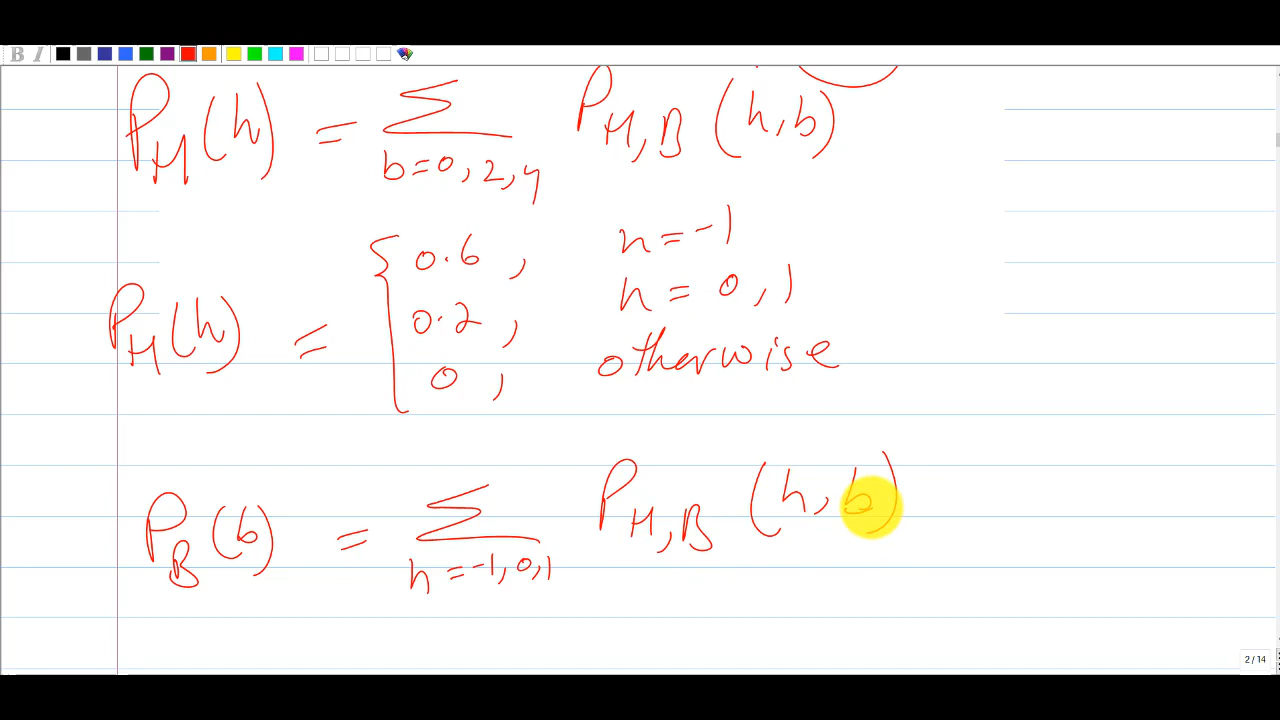 B I
P_H(h) = Σ_{b=0,2,4} P_{H,B}(h,b)
P_H(h) = { 0.6, h=-1
0.2, h=0,1
0, otherwise
P_B(b) = Σ_{h=-1,0,1} P_{H,B}(h,b)
2 / 14